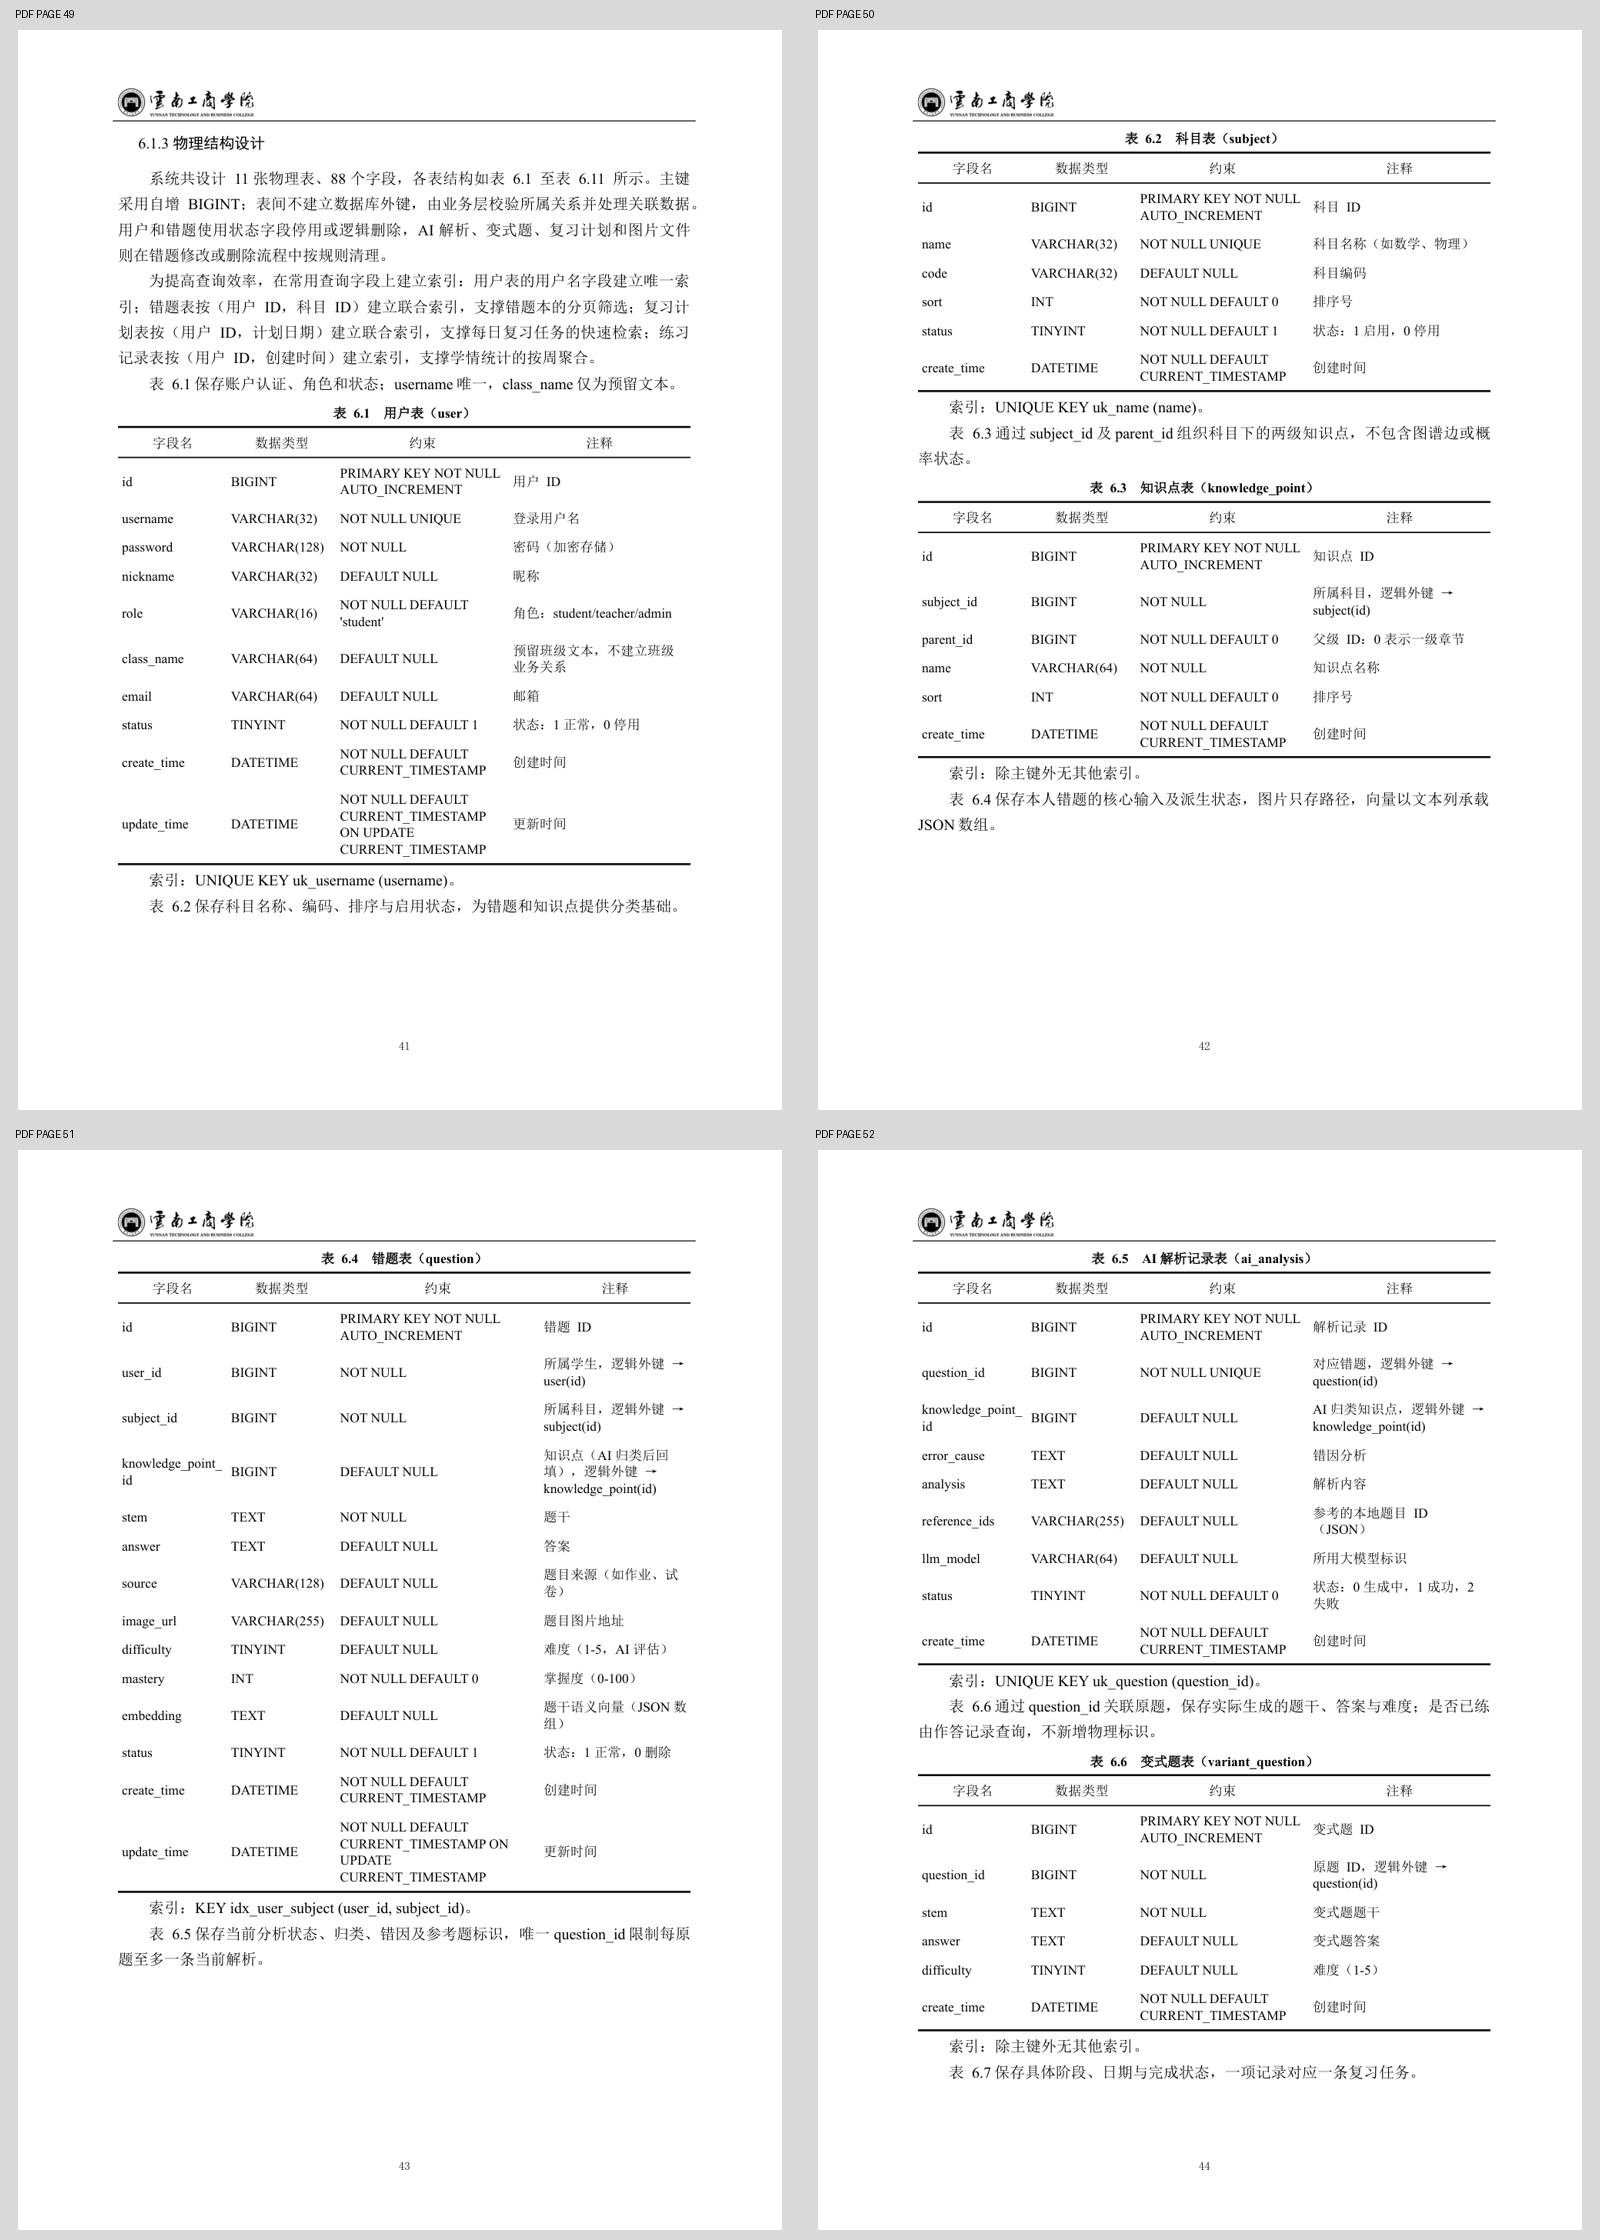 PDF PAGE 49
雲南工商學院
YUNNAN TECHNOLOGY AND BUSINESS COLLEGE
6.1.3 物理结构设计
系统共设计 11 张物理表、88 个字段，各表结构如表 6.1 至表 6.11 所示。主键
采用自增 BIGINT；表间不建立数据库外键，由业务层校验所属关系并处理关联数据。
用户和错题使用状态字段停用或逻辑删除，AI 解析、变式题、复习计划和图片文件
则在错题修改或删除流程中按规则清理。
为提高查询效率，在常用查询字段上建立索引：用户表的用户名字段建立唯一索
引；错题表按（用户 ID，科目 ID）建立联合索引，支撑错题本的分页筛选；复习计
划表按（用户 ID，计划日期）建立联合索引，支撑每日复习任务的快速检索；练习
记录表按（用户 ID，创建时间）建立索引，支撑学情统计的按周聚合。
表 6.1 保存账户认证、角色和状态；username 唯一，class_name 仅为预留文本。
表 6.1 用户表（user）
字段名 数据类型 约束 注释
id BIGINT PRIMARY KEY NOT NULL AUTO_INCREMENT 用户 ID
username VARCHAR(32) NOT NULL UNIQUE 登录用户名
password VARCHAR(128) NOT NULL 密码（加密存储）
nickname VARCHAR(32) DEFAULT NULL 昵称
role VARCHAR(16) NOT NULL DEFAULT 'student' 角色：student/teacher/admin
class_name VARCHAR(64) DEFAULT NULL 预留班级文本，不建立班级业务关系
email VARCHAR(64) DEFAULT NULL 邮箱
status TINYINT NOT NULL DEFAULT 1 状态：1 正常，0 停用
create_time DATETIME NOT NULL DEFAULT CURRENT_TIMESTAMP 创建时间
update_time DATETIME NOT NULL DEFAULT CURRENT_TIMESTAMP ON UPDATE CURRENT_TIMESTAMP 更新时间
索引：UNIQUE KEY uk_username (username)。
表 6.2 保存科目名称、编码、排序与启用状态，为错题和知识点提供分类基础。
41
PDF PAGE 50
雲南工商學院
YUNNAN TECHNOLOGY AND BUSINESS COLLEGE
表 6.2 科目表（subject）
字段名 数据类型 约束 注释
id BIGINT PRIMARY KEY NOT NULL AUTO_INCREMENT 科目 ID
name VARCHAR(32) NOT NULL UNIQUE 科目名称（如数学、物理）
code VARCHAR(32) DEFAULT NULL 科目编码
sort INT NOT NULL DEFAULT 0 排序号
status TINYINT NOT NULL DEFAULT 1 状态：1 启用，0 停用
create_time DATETIME NOT NULL DEFAULT CURRENT_TIMESTAMP 创建时间
索引：UNIQUE KEY uk_name (name)。
表 6.3 通过 subject_id 及 parent_id 组织科目下的两级知识点，不包含图谱边或概
率状态。
表 6.3 知识点表（knowledge_point）
字段名 数据类型 约束 注释
id BIGINT PRIMARY KEY NOT NULL AUTO_INCREMENT 知识点 ID
subject_id BIGINT NOT NULL 所属科目，逻辑外键 → subject(id)
parent_id BIGINT NOT NULL DEFAULT 0 父级 ID：0 表示一级章节
name VARCHAR(64) NOT NULL 知识点名称
sort INT NOT NULL DEFAULT 0 排序号
create_time DATETIME NOT NULL DEFAULT CURRENT_TIMESTAMP 创建时间
索引：除主键外无其他索引。
表 6.4 保存本人错题的核心输入及派生状态，图片只存路径，向量以文本列承载
JSON 数组。
42
PDF PAGE 51
雲南工商學院
YUNNAN TECHNOLOGY AND BUSINESS COLLEGE
表 6.4 错题表（question）
字段名 数据类型 约束 注释
id BIGINT PRIMARY KEY NOT NULL AUTO_INCREMENT 错题 ID
user_id BIGINT NOT NULL 所属学生，逻辑外键 → user(id)
subject_id BIGINT NOT NULL 所属科目，逻辑外键 → subject(id)
knowledge_point_id BIGINT DEFAULT NULL 知识点（AI 归类后回填），逻辑外键 → knowledge_point(id)
stem TEXT NOT NULL 题干
answer TEXT DEFAULT NULL 答案
source VARCHAR(128) DEFAULT NULL 题目来源（如作业、试卷）
image_url VARCHAR(255) DEFAULT NULL 题目图片地址
difficulty TINYINT DEFAULT NULL 难度（1-5，AI 评估）
mastery INT NOT NULL DEFAULT 0 掌握度（0-100）
embedding TEXT DEFAULT NULL 题干语义向量（JSON 数组）
status TINYINT NOT NULL DEFAULT 1 状态：1 正常，0 删除
create_time DATETIME NOT NULL DEFAULT CURRENT_TIMESTAMP 创建时间
update_time DATETIME NOT NULL DEFAULT CURRENT_TIMESTAMP ON UPDATE CURRENT_TIMESTAMP 更新时间
索引：KEY idx_user_subject (user_id, subject_id)。
表 6.5 保存当前分析状态、归类、错因及参考题标识，唯一 question_id 限制每原
题至多一条当前解析。
43
PDF PAGE 52
雲南工商學院
YUNNAN TECHNOLOGY AND BUSINESS COLLEGE
表 6.5 AI 解析记录表（ai_analysis）
字段名 数据类型 约束 注释
id BIGINT PRIMARY KEY NOT NULL AUTO_INCREMENT 解析记录 ID
question_id BIGINT NOT NULL UNIQUE 对应错题，逻辑外键 → question(id)
knowledge_point_id BIGINT DEFAULT NULL AI 归类知识点，逻辑外键 → knowledge_point(id)
error_cause TEXT DEFAULT NULL 错因分析
analysis TEXT DEFAULT NULL 解析内容
reference_ids VARCHAR(255) DEFAULT NULL 参考的本地题目 ID（JSON）
llm_model VARCHAR(64) DEFAULT NULL 所用大模型标识
status TINYINT NOT NULL DEFAULT 0 状态：0 生成中，1 成功，2 失败
create_time DATETIME NOT NULL DEFAULT CURRENT_TIMESTAMP 创建时间
索引：UNIQUE KEY uk_question (question_id)。
表 6.6 通过 question_id 关联原题，保存实际生成的题干、答案与难度；是否已练
由作答记录查询，不新增物理标识。
表 6.6 变式题表（variant_question）
字段名 数据类型 约束 注释
id BIGINT PRIMARY KEY NOT NULL AUTO_INCREMENT 变式题 ID
question_id BIGINT NOT NULL 原题 ID，逻辑外键 → question(id)
stem TEXT NOT NULL 变式题题干
answer TEXT DEFAULT NULL 变式题答案
difficulty TINYINT DEFAULT NULL 难度（1-5）
create_time DATETIME NOT NULL DEFAULT CURRENT_TIMESTAMP 创建时间
索引：除主键外无其他索引。
表 6.7 保存具体阶段、日期与完成状态，一项记录对应一条复习任务。
44